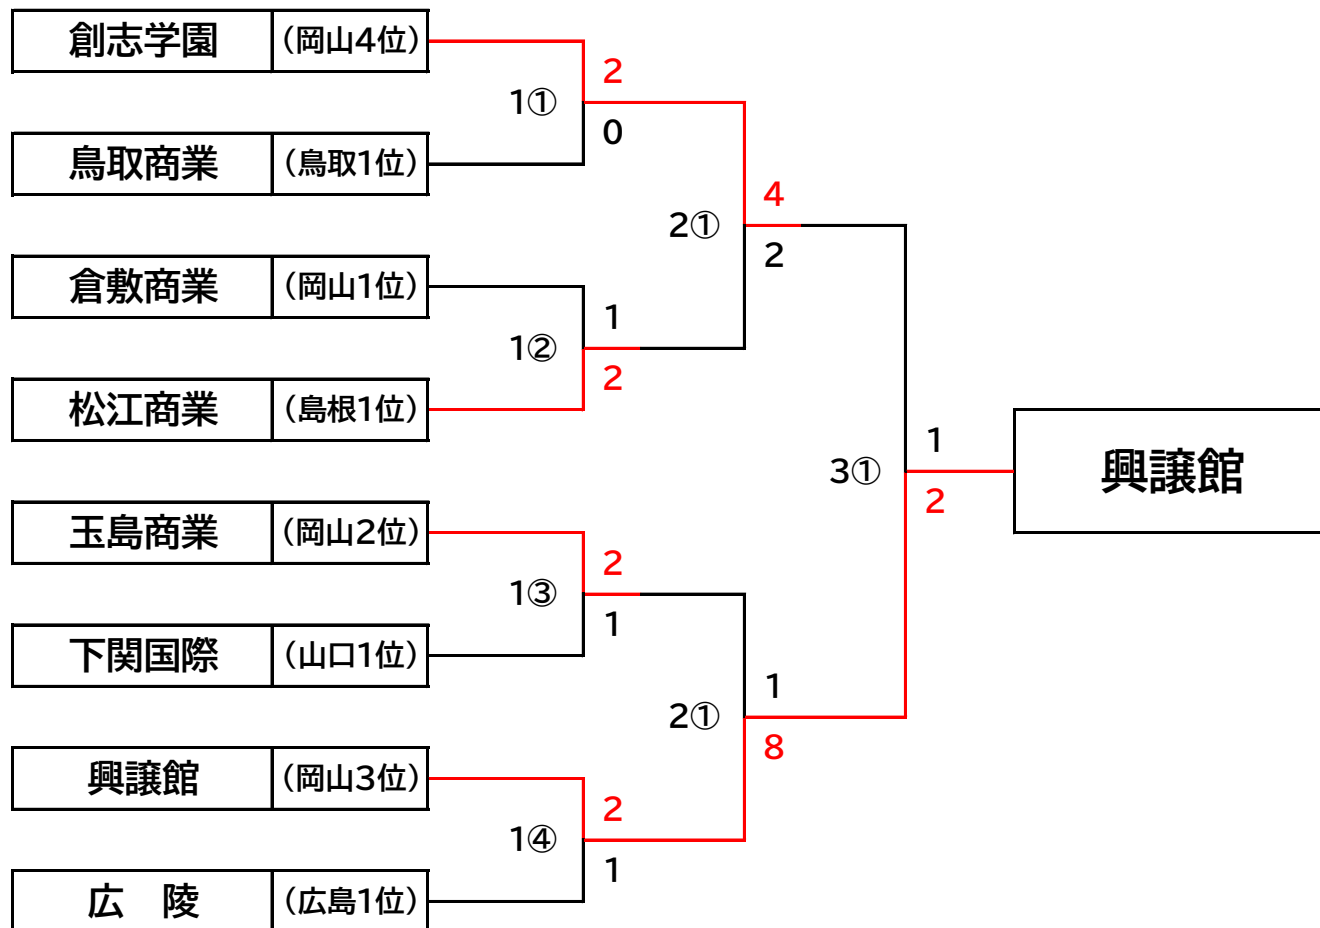 創志学園 (岡山4位)
2
1①
0
鳥取商業 (鳥取1位)
4
2①
2
倉敷商業 (岡山1位)
1
1②
2
松江商業 (島根1位)
1
3①
興譲館
2
玉島商業 (岡山2位)
2
1③
1
下関国際 (山口1位)
1
2①
8
興譲館 (岡山3位)
2
1④
1
広　陵 (広島1位)